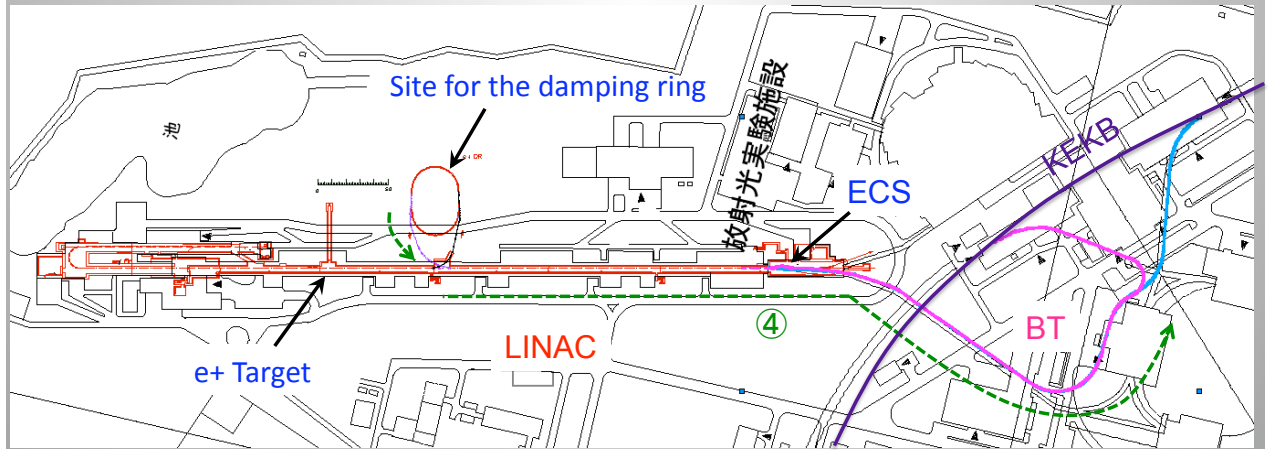 Site for the damping ring
池
放射光実験施設
KEKB
e+ DR
ECS
④
BT
LINAC
e+ Target